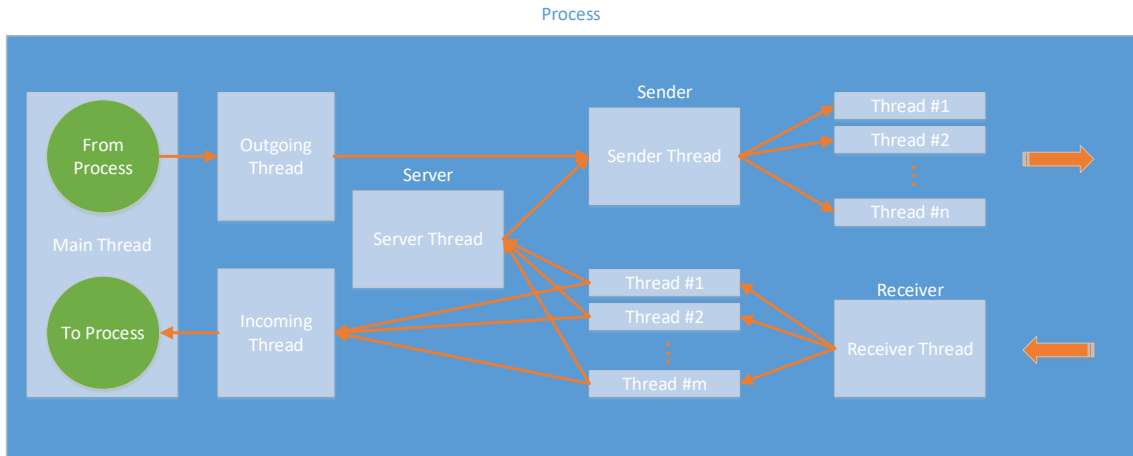 Process
From
Process
Main Thread
To Process
Outgoing
Thread
Incoming
Thread
Server
Server Thread
Sender
Sender Thread
Thread #1
Thread #2
Thread #n
Thread #1
Thread #2
Thread #m
Receiver
Receiver Thread